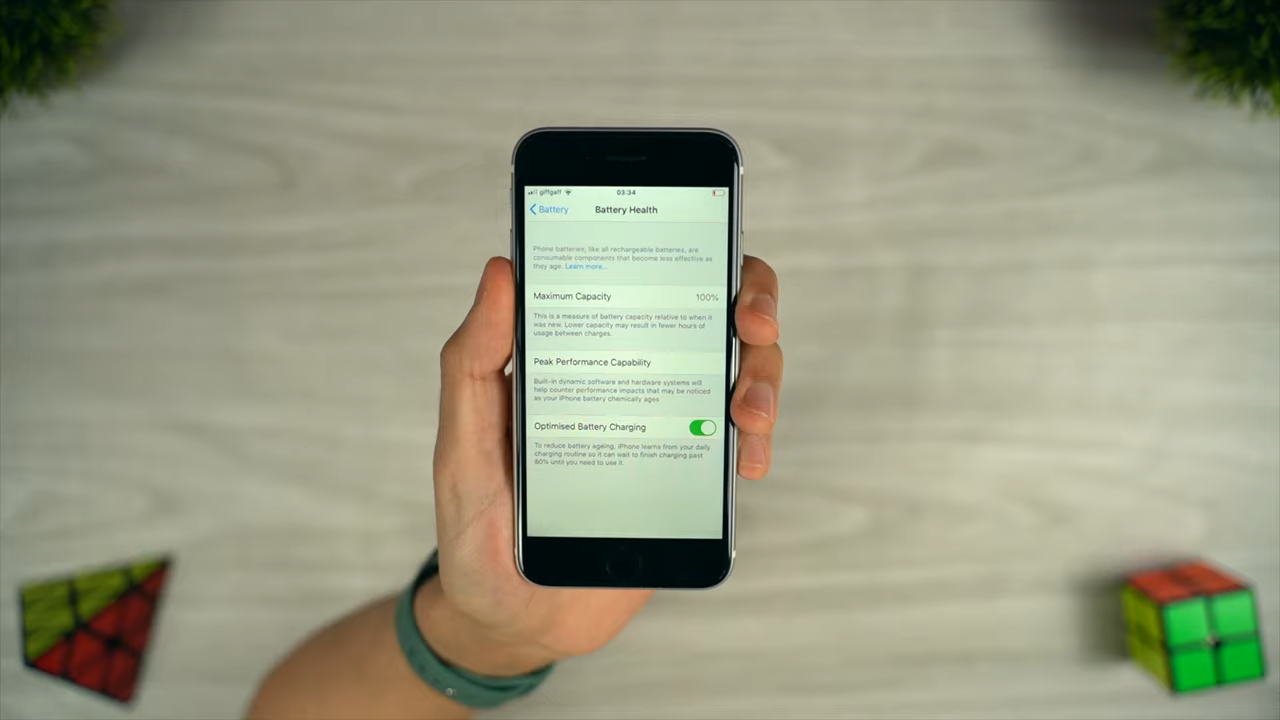 giffgaff 03:34
Battery Battery Health
Phone batteries, like all rechargeable batteries, are
consumable components that become less effective as
they age. Learn more...
Maximum Capacity 100%
This is a measure of battery capacity relative to when it
was new. Lower capacity may result in fewer hours of
usage between charges.
Peak Performance Capability
Built-in dynamic software and hardware systems will
help counter performance impacts that may be noticed
as your iPhone battery chemically ages
Optimised Battery Charging
To reduce battery ageing, iPhone learns from your daily
charging routine so it can wait to finish charging past
80% until you need to use it.